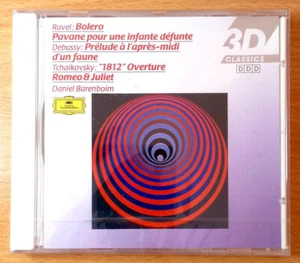 Ravel: Bolero
Pavane pour une infante défunte
Debussy: Prélude à l'après-midi
d'un faune
Tchaikovsky: "1812" Overture
Romeo & Juliet
Daniel Barenboim
3D
CLASSICS
DDD